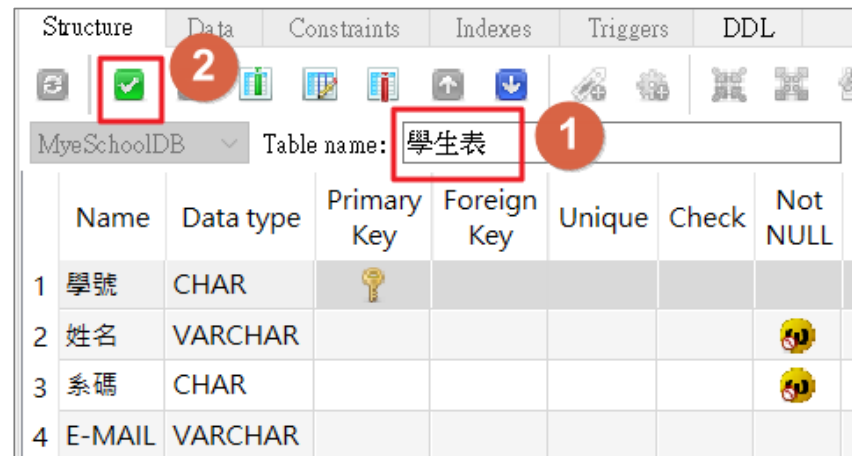 Structure Data Constraints Indexes Triggers DDL
2
MyeSchoolDB Table name: 學生表 1
Name Data type Primary Key Foreign Key Unique Check Not NULL
1 學號 CHAR
2 姓名 VARCHAR
3 系碼 CHAR
4 E-MAIL VARCHAR